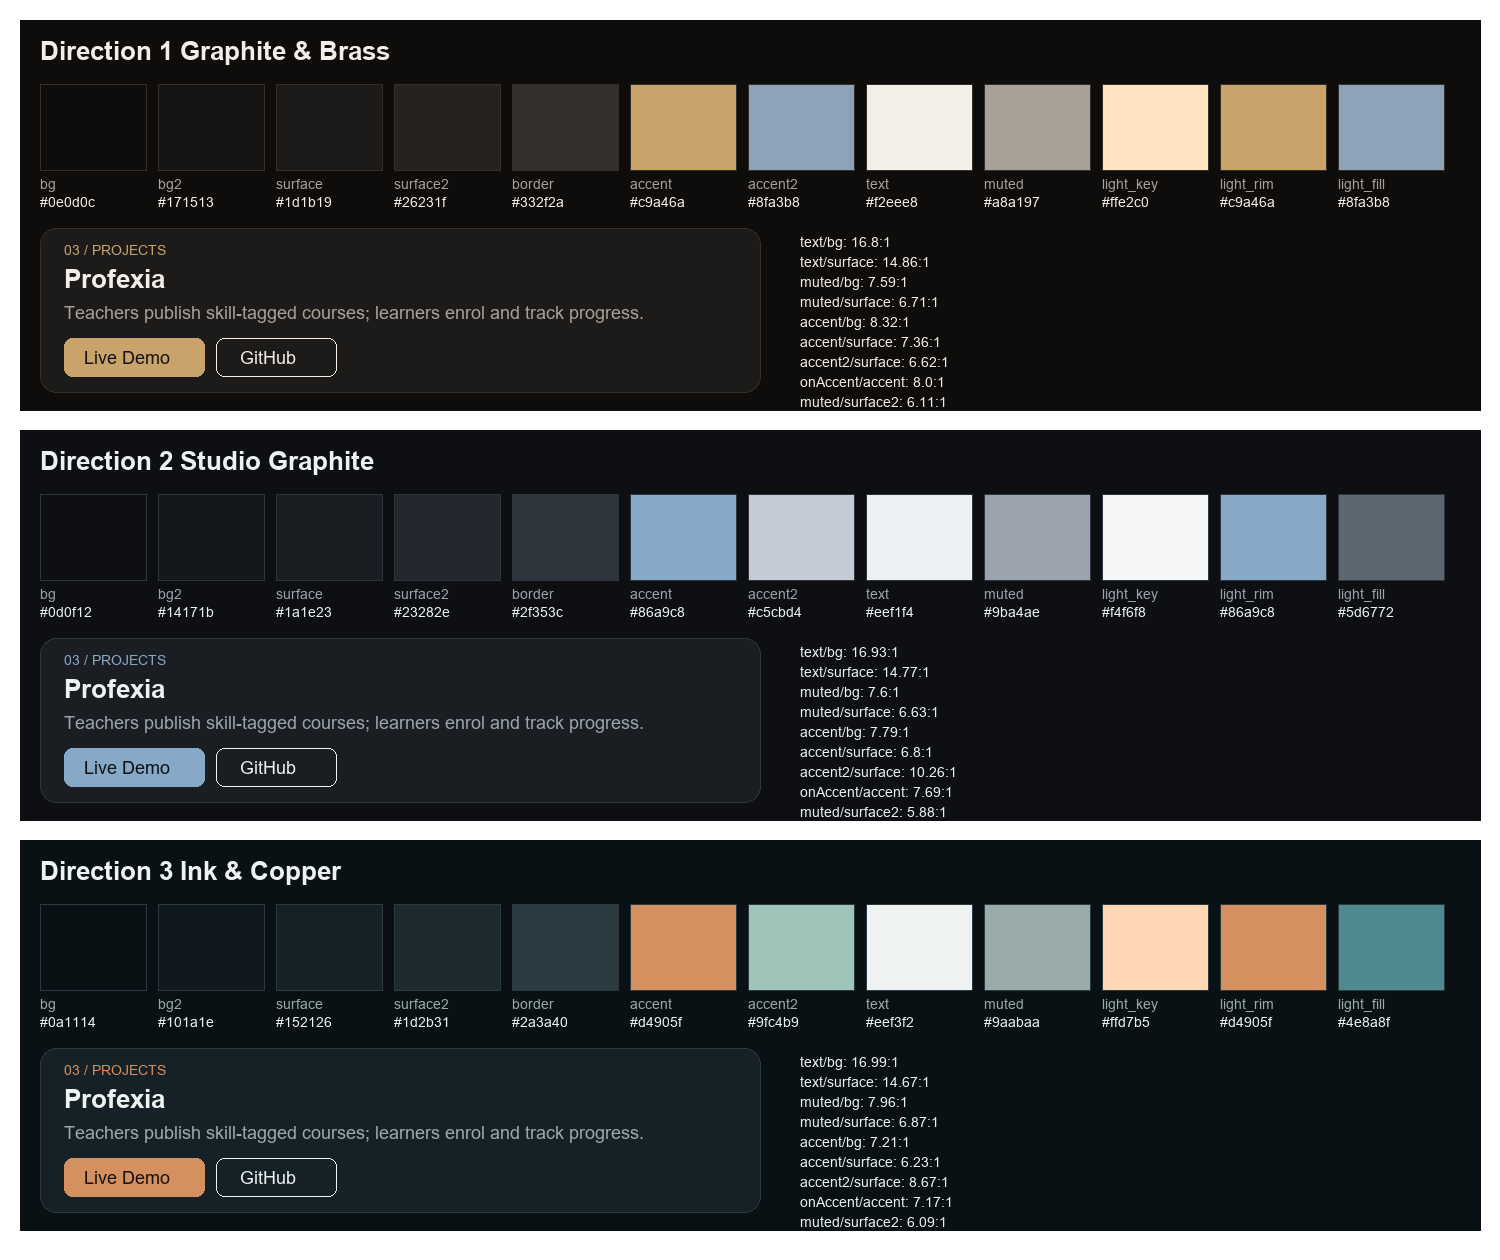 Direction 1 Graphite & Brass
bg bg2 surface surface2 border accent accent2 text muted light_key light_rim light_fill
#0e0d0c #171513 #1d1b19 #26231f #332f2a #c9a46a #8fa3b8 #f2eee8 #a8a197 #ffe2c0 #c9a46a #8fa3b8
03 / PROJECTS
Profexia
Teachers publish skill-tagged courses; learners enrol and track progress.
Live Demo GitHub
text/bg: 16.8:1
text/surface: 14.86:1
muted/bg: 7.59:1
muted/surface: 6.71:1
accent/bg: 8.32:1
accent/surface: 7.36:1
accent2/surface: 6.62:1
onAccent/accent: 8.0:1
muted/surface2: 6.11:1
Direction 2 Studio Graphite
bg bg2 surface surface2 border accent accent2 text muted light_key light_rim light_fill
#0d0f12 #14171b #1a1e23 #23282e #2f353c #86a9c8 #c5cbd4 #eef1f4 #9ba4ae #f4f6f8 #86a9c8 #5d6772
03 / PROJECTS
Profexia
Teachers publish skill-tagged courses; learners enrol and track progress.
Live Demo GitHub
text/bg: 16.93:1
text/surface: 14.77:1
muted/bg: 7.6:1
muted/surface: 6.63:1
accent/bg: 7.79:1
accent/surface: 6.8:1
accent2/surface: 10.26:1
onAccent/accent: 7.69:1
muted/surface2: 5.88:1
Direction 3 Ink & Copper
bg bg2 surface surface2 border accent accent2 text muted light_key light_rim light_fill
#0a1114 #101a1e #152126 #1d2b31 #2a3a40 #d4905f #9fc4b9 #eef3f2 #9aabaa #ffd7b5 #d4905f #4e8a8f
03 / PROJECTS
Profexia
Teachers publish skill-tagged courses; learners enrol and track progress.
Live Demo GitHub
text/bg: 16.99:1
text/surface: 14.67:1
muted/bg: 7.96:1
muted/surface: 6.87:1
accent/bg: 7.21:1
accent/surface: 6.23:1
accent2/surface: 8.67:1
onAccent/accent: 7.17:1
muted/surface2: 6.09:1